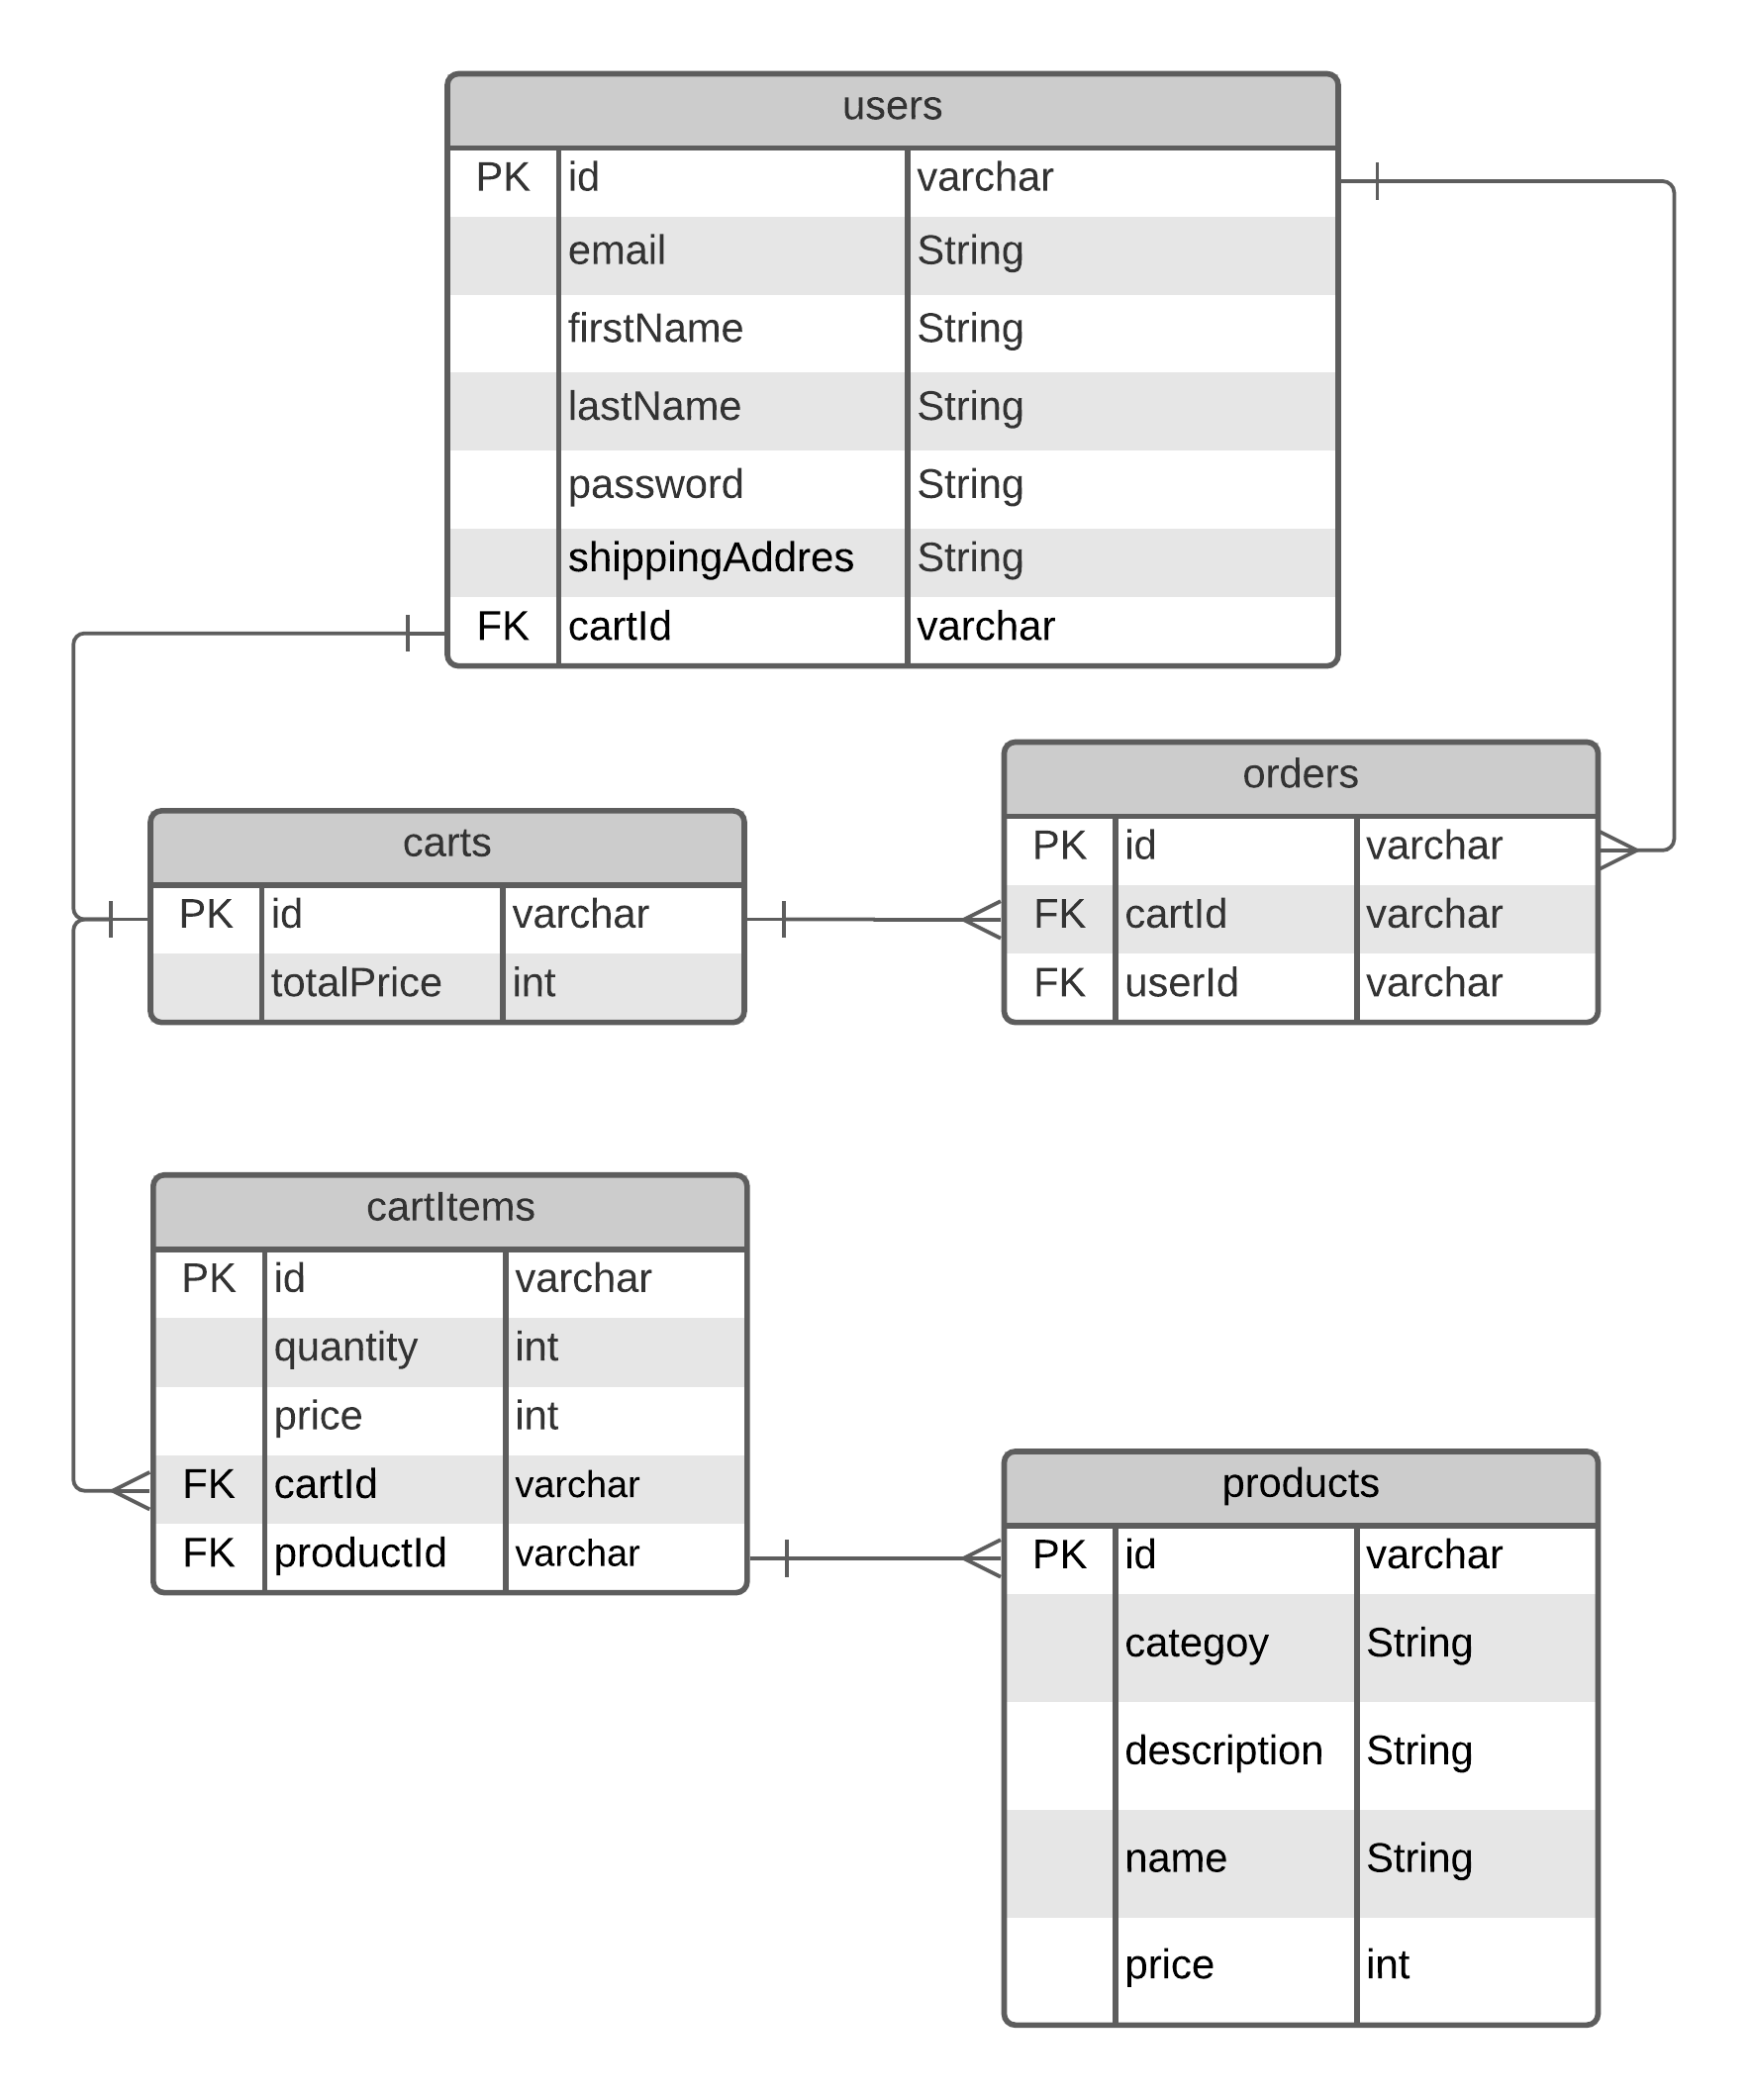 users
PK id varchar
email String
firstName String
lastName String
password String
shippingAddres String
FK cartId varchar
carts
PK id varchar
totalPrice int
orders
PK id varchar
FK cartId varchar
FK userId varchar
cartItems
PK id varchar
quantity int
price int
FK cartId varchar
FK productId varchar
products
PK id varchar
categoy String
description String
name String
price int